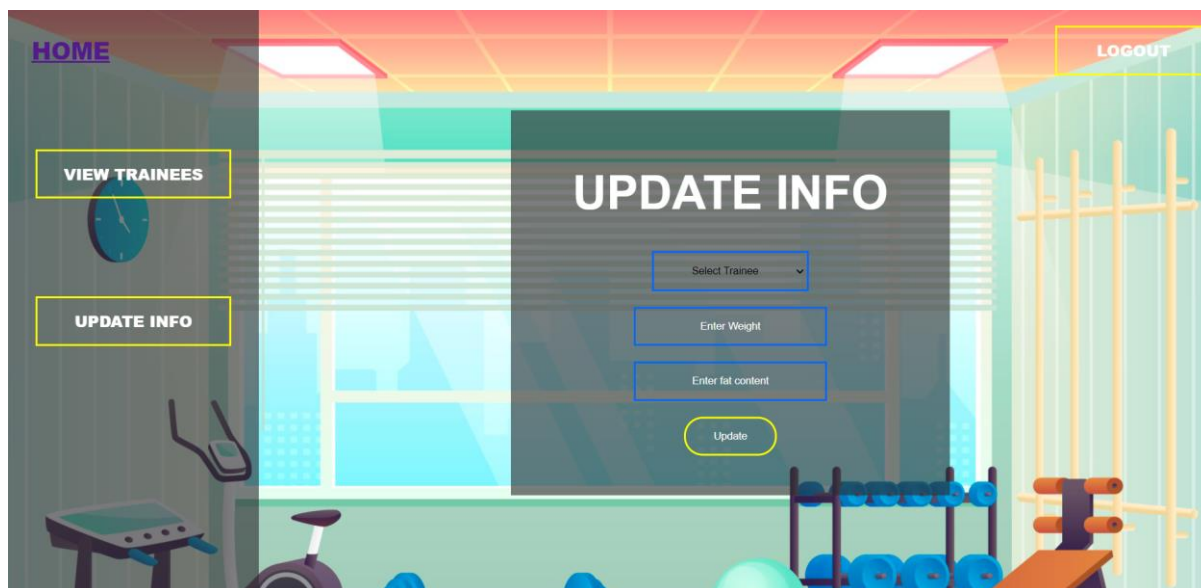 HOME
LOGOUT
VIEW TRAINEES
UPDATE INFO
UPDATE INFO
Select Trainee
Enter Weight
Enter fat content
Update